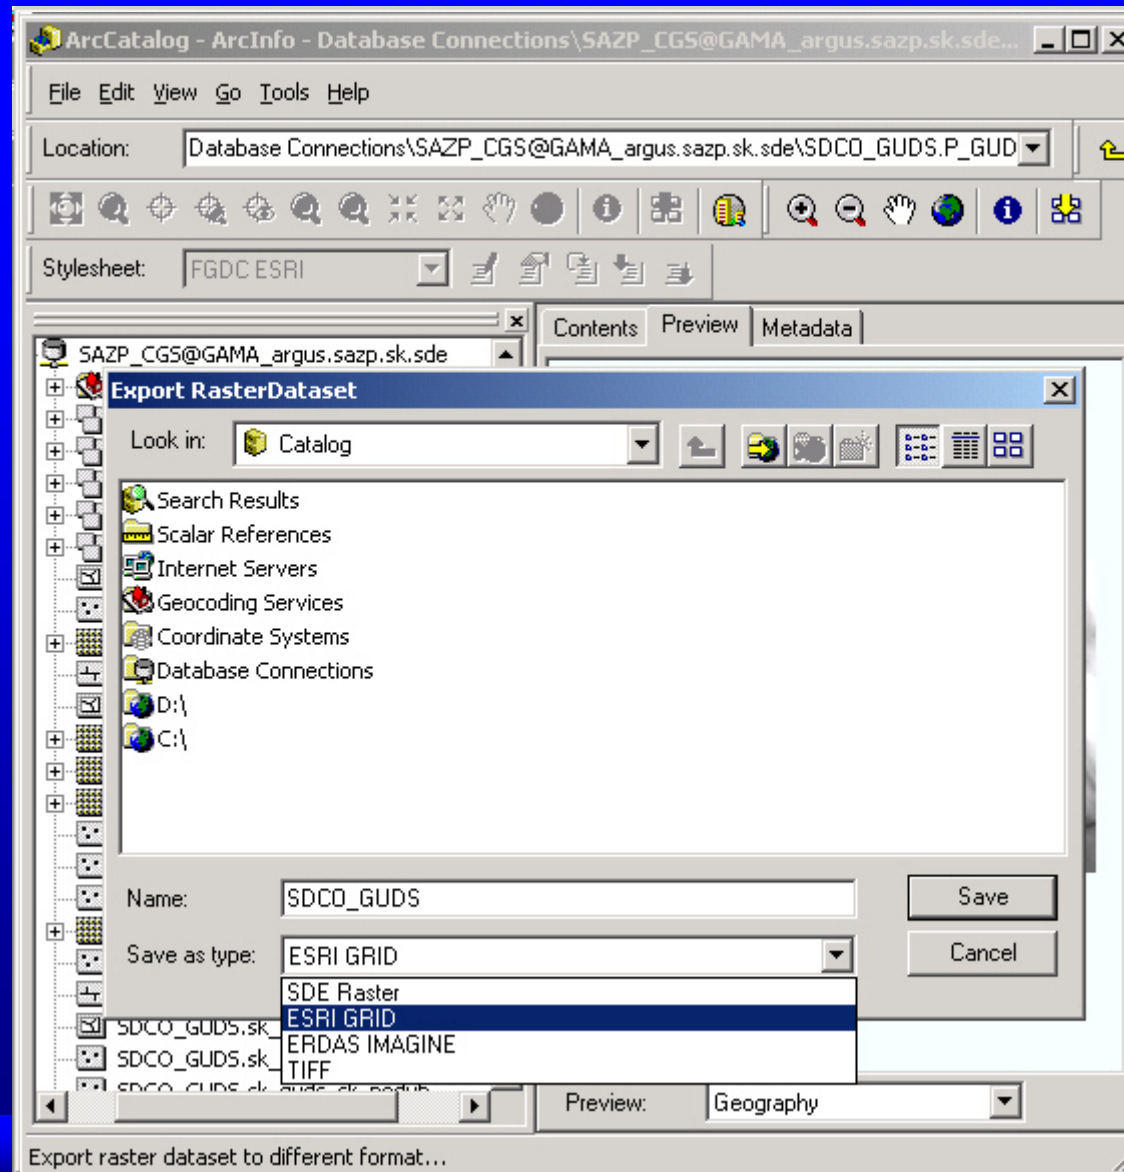 ArcCatalog - ArcInfo - Database Connections\SAZP_CGS@GAMA_argus.sazp.sk.sde...
File Edit View Go Tools Help
Location: Database Connections\SAZP_CGS@GAMA_argus.sazp.sk.sde\SDCO_GUDS.P_GUD
Stylesheet: FGDC ESRI
Contents Preview Metadata
SAZP_CGS@GAMA_argus.sazp.sk.sde
Export RasterDataset
Look in: Catalog
Search Results
Scalar References
Internet Servers
Geocoding Services
Coordinate Systems
Database Connections
D:\
C:\
Name: SDCO_GUDS
Save
Save as type: ESRI GRID
Cancel
SDE Raster
ESRI GRID
ERDAS IMAGINE
TIFF
SDCO_GUDS.sk_
SDCO_GUDS.sk_
Preview: Geography
Export raster dataset to different format...